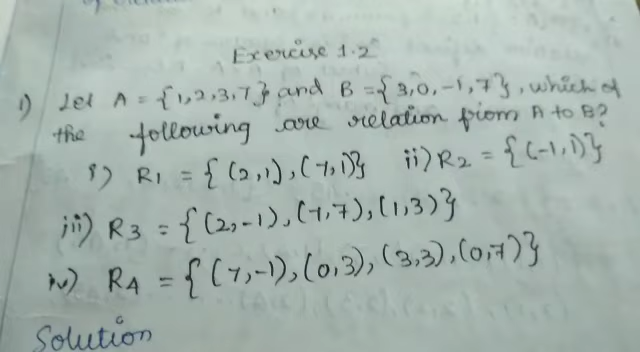 Exercise 1.2
1) Let A = {1,2,3,7} and B = {3,0,-1,7}, which of
the following are relation from A to B?
i) R1 = {(2,1), (7,1)} ii) R2 = {(-1,1)}
iii) R3 = {(2,-1), (7,7), (1,3)}
iv) R4 = {(7,-1), (0,3), (3,3), (0,7)}
Solution